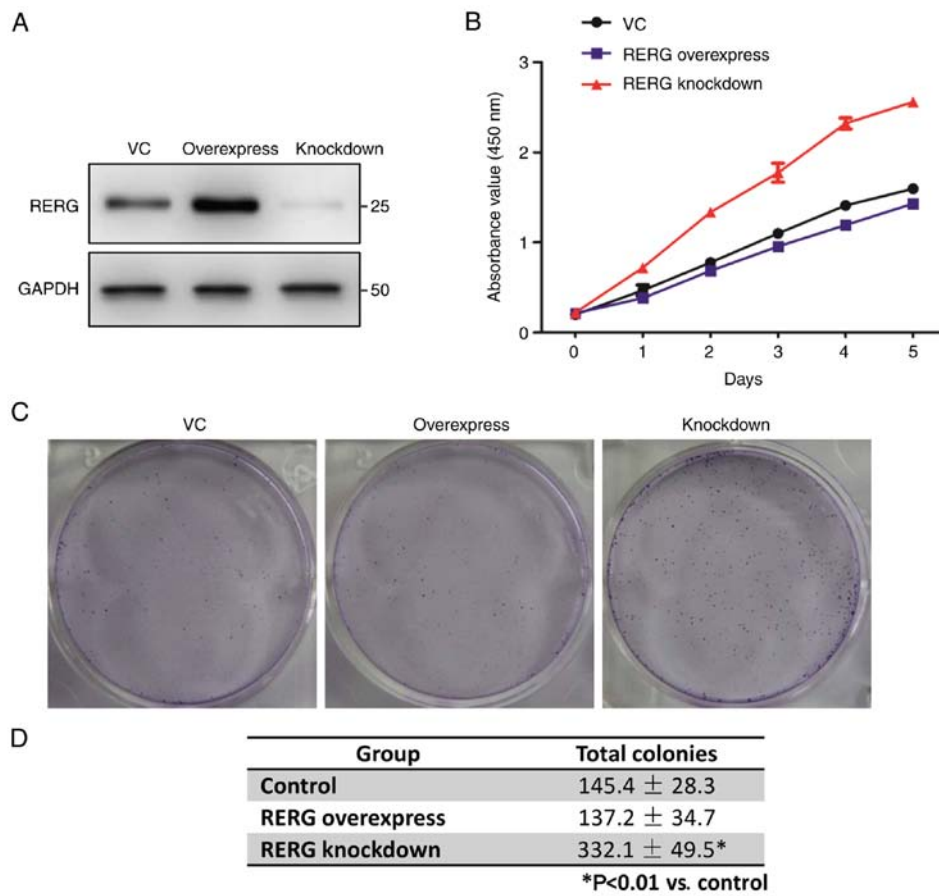 A
VC Overexpress Knockdown
RERG 25
GAPDH 50
B
VC
RERG overexpress
RERG knockdown
Absorbance value (450 nm)
3
2
1
0
0 1 2 3 4 5
Days
C
VC Overexpress Knockdown
D
Group Total colonies
Control 145.4 ± 28.3
RERG overexpress 137.2 ± 34.7
RERG knockdown 332.1 ± 49.5*
*P<0.01 vs. control